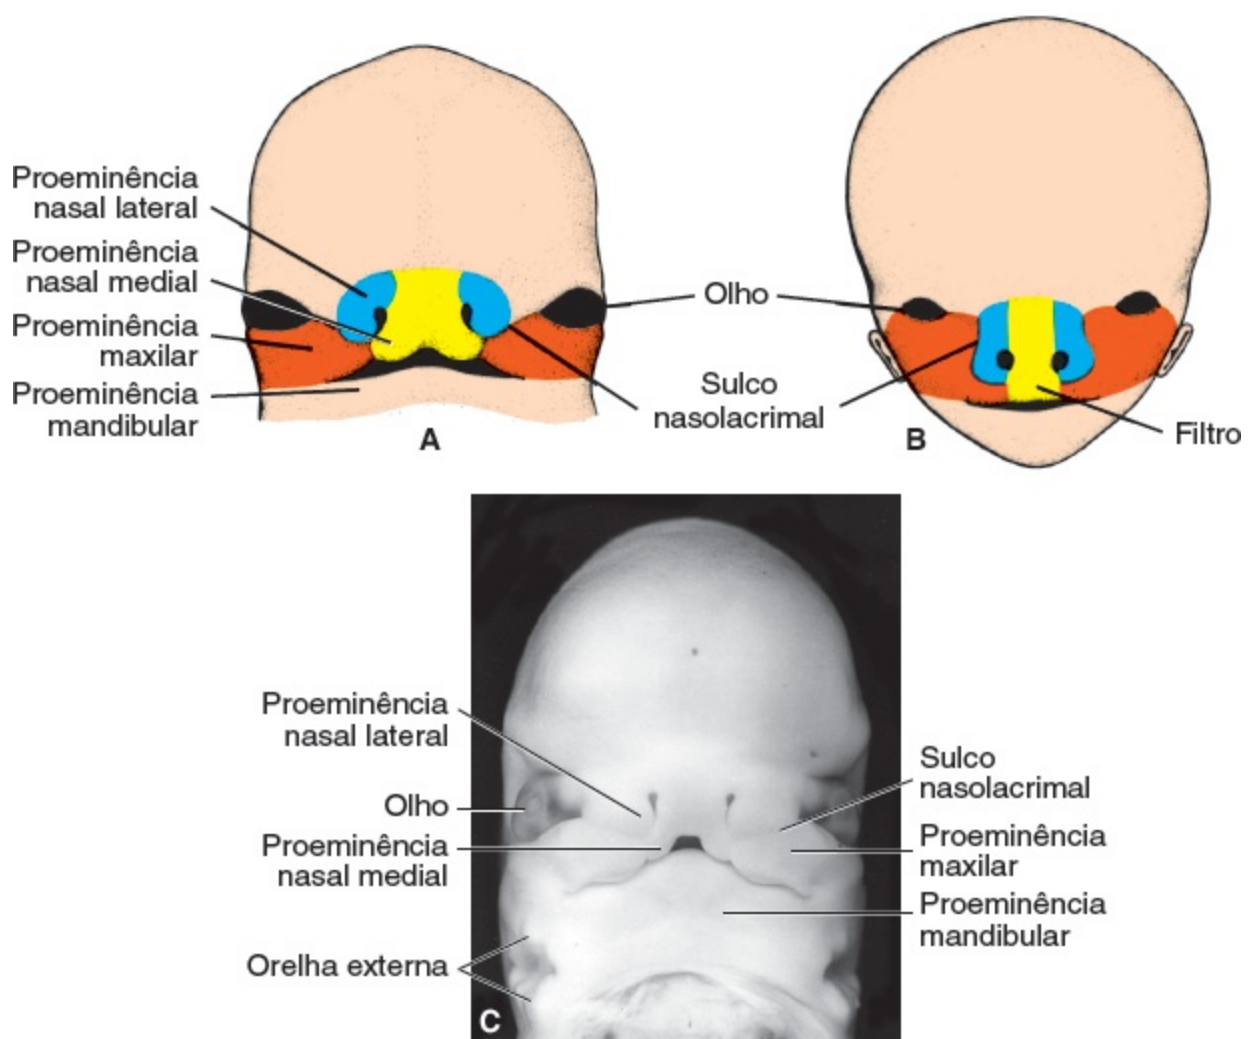 Proeminência
nasal lateral
Proeminência
nasal medial
Proeminência
maxilar
Proeminência
mandibular
A
Olho
Sulco
nasolacrimal
B
Filtro
Proeminência
nasal lateral
Olho
Proeminência
nasal medial
Orelha externa
C
Sulco
nasolacrimal
Proeminência
maxilar
Proeminência
mandibular